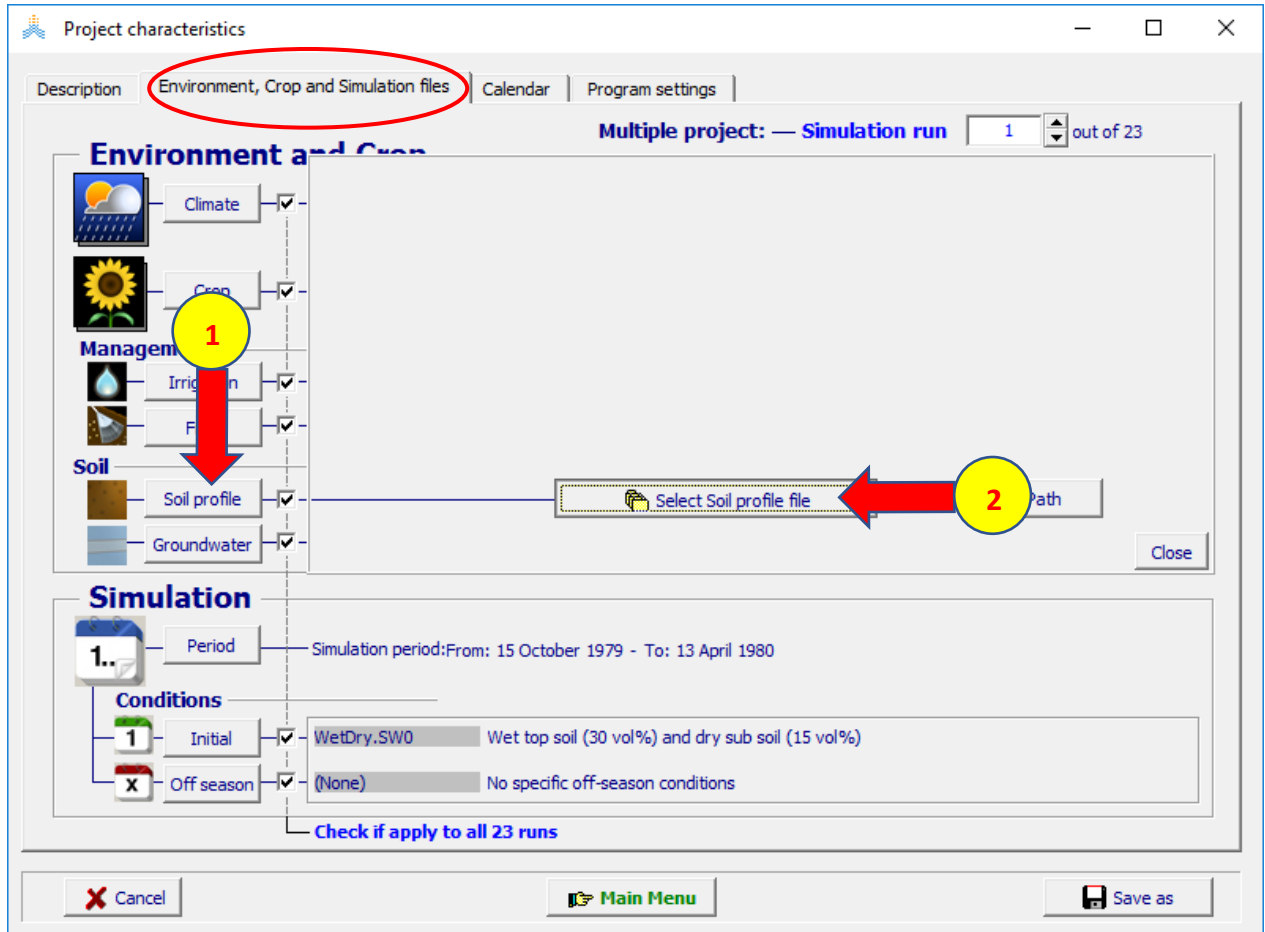 Project characteristics
Description Environment, Crop and Simulation files Calendar Program settings
Multiple project: — Simulation run 1 out of 23
Environment and Crop
Climate
Crop
1
Managem
Irrig n
F
Soil
Soil profile Select Soil profile file 2 Path
Groundwater
Close
Simulation
1.. Period Simulation period:From: 15 October 1979 - To: 13 April 1980
Conditions
1 Initial WetDry.SW0 Wet top soil (30 vol%) and dry sub soil (15 vol%)
x Off season (None) No specific off-season conditions
Check if apply to all 23 runs
Cancel Main Menu Save as